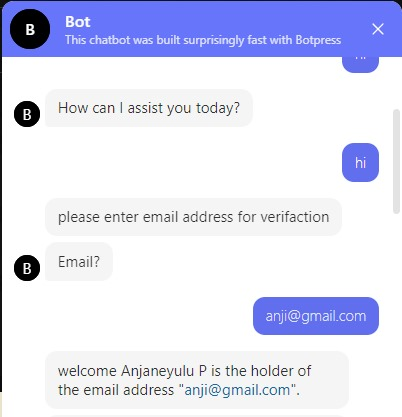 B
Bot
This chatbot was built surprisingly fast with Botpress
hi
How can I assist you today?
B
hi
please enter email address for verifaction
Email?
B
anji@gmail.com
welcome Anjaneyulu P is the holder of
the email address "anji@gmail.com".